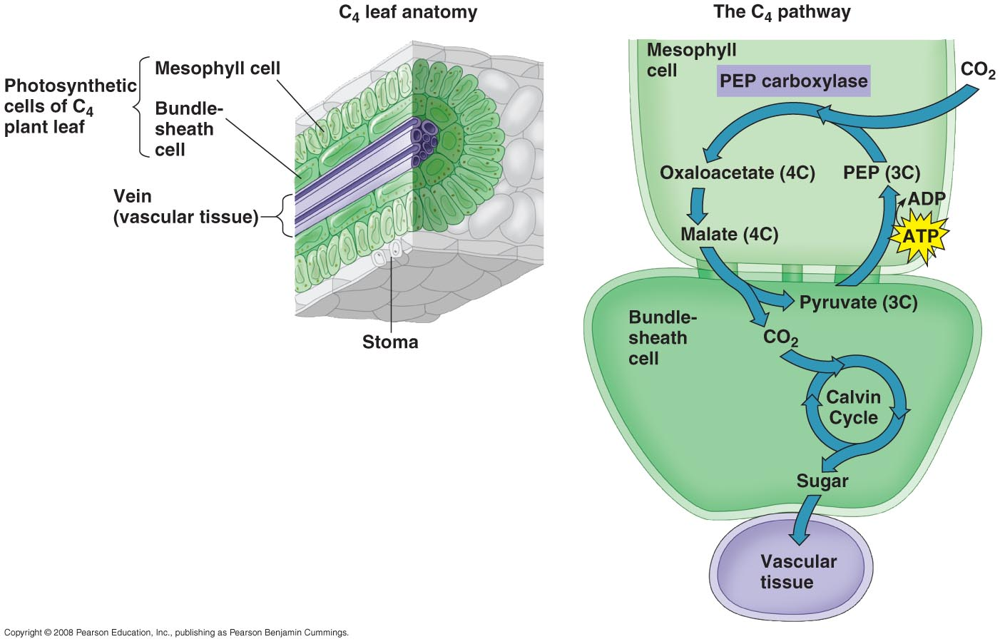 C4 leaf anatomy
Photosynthetic
cells of C4
plant leaf
Mesophyll cell
Bundle-
sheath
cell
Vein
(vascular tissue)
Stoma
The C4 pathway
Mesophyll
cell
PEP carboxylase
CO2
Oxaloacetate (4C)
PEP (3C)
ADP
Malate (4C)
ATP
Pyruvate (3C)
Bundle-
sheath
cell
CO2
Calvin
Cycle
Sugar
Vascular
tissue
Copyright © 2008 Pearson Education, Inc., publishing as Pearson Benjamin Cummings.